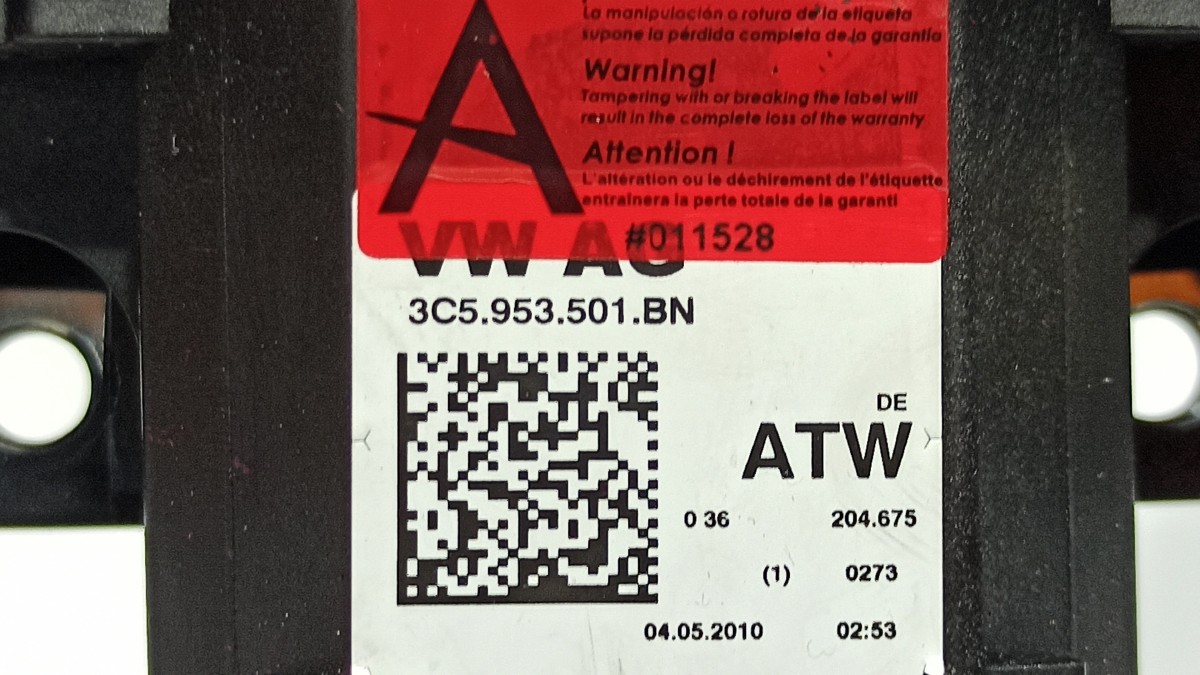 La manipulación o rotura de la etiqueta
supone la pérdida completa de la garantía
Warning!
Tampering with or breaking the label will
result in the complete loss of the warranty
Attention !
L'altération ou le déchirement de l'étiquette
entraînera la perte totale de la garanti
A
#011528
VW AG
3C5.953.501.BN
DE
ATW
0 36 204.675
(1) 0273
04.05.2010 02:53